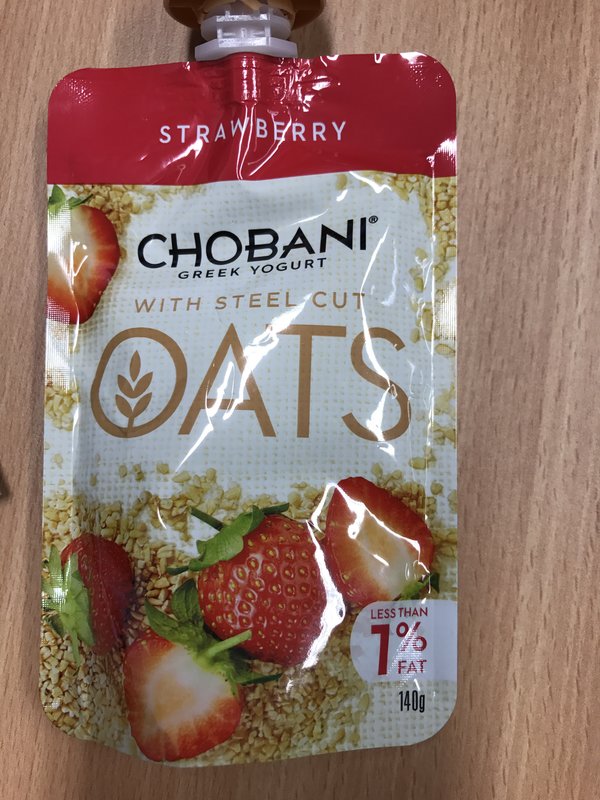 STRAWBERRY
CHOBANI®
GREEK YOGURT
WITH STEEL CUT
OATS
LESS THAN
1%
FAT
140g